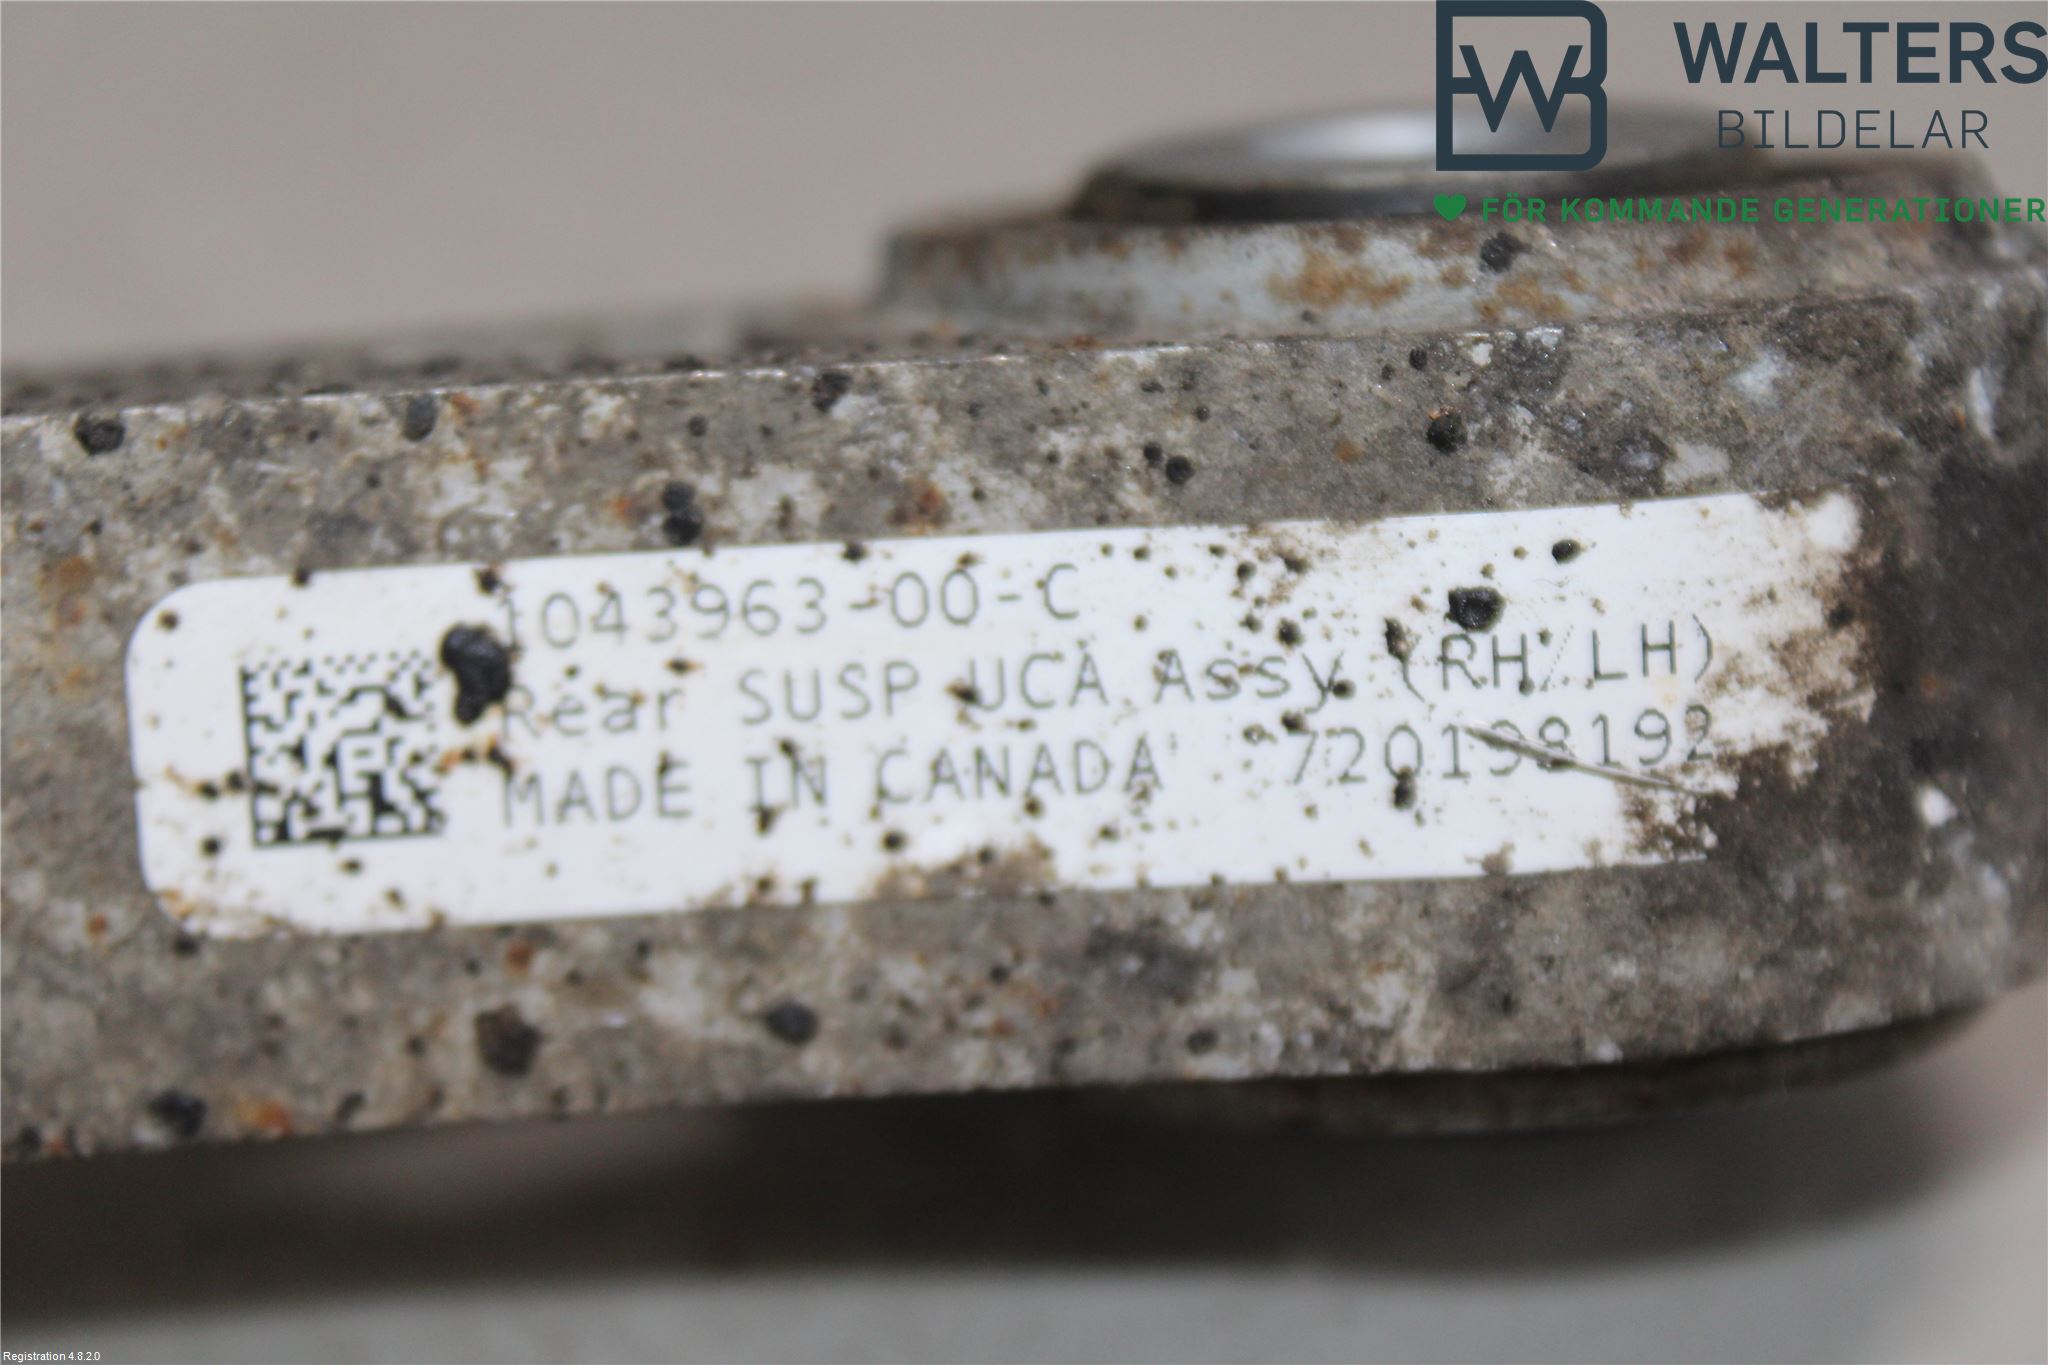 WALTERS
BILDELAR
FÖR KOMMANDE GENERATIONER
1043963-00-C
Rear SUSP UCA Assy (RH/LH)
MADE IN CANADA 720198192
Registration 4.8.2.0